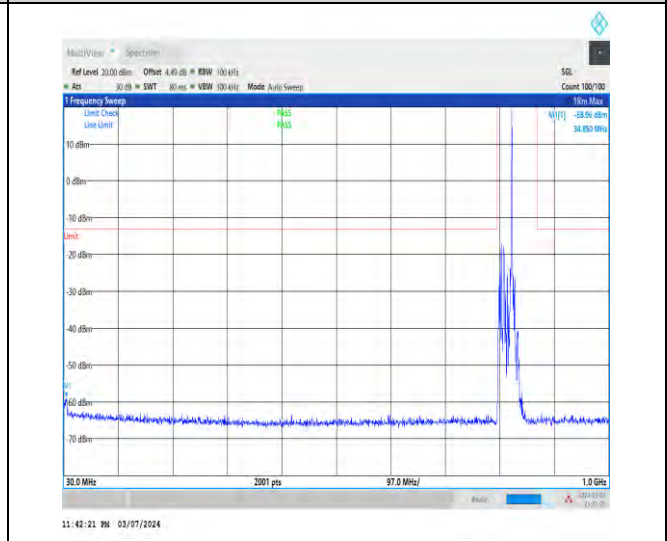 MultiView Spectrum
Ref Level 20.00 dBm Offset 4.49 dB RBW 100 kHz SGL
Att 30 dB SWT 80 ms VBW 100 kHz Mode Auto Sweep Count 100/100
1 Frequency Sweep 1Rm Max
Limit Check PASS M1[1] -58.96 dBm
Line Limit PASS 34.850 MHz
10 dBm
0 dBm
-10 dBm
Limit
-20 dBm
-30 dBm
-40 dBm
-50 dBm
M1
-60 dBm
-70 dBm
30.0 MHz 2001 pts 97.0 MHz/ 1.0 GHz
11:42:21 PM 03/07/2024